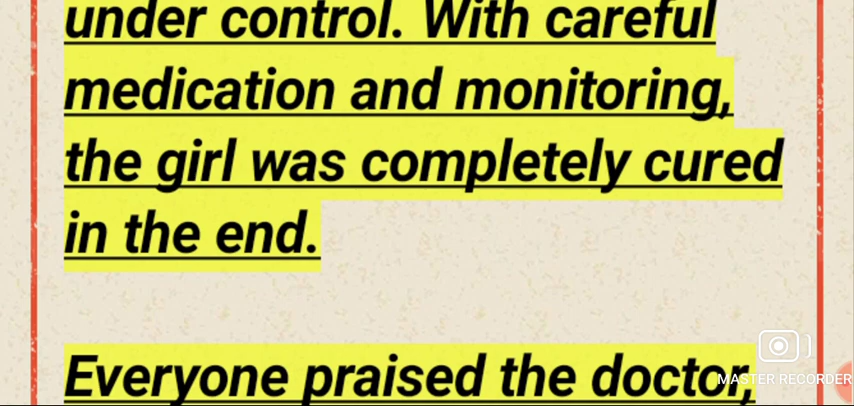 under control. With careful
medication and monitoring,
the girl was completely cured
in the end.
Everyone praised the doctor,
MASTER RECORDER